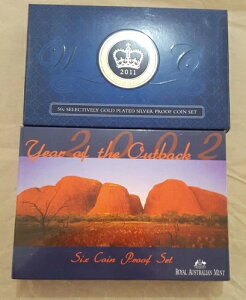 2011
50c SELECTIVELY GOLD PLATED SILVER PROOF COIN SET
2002
Year of the Outback
Six Coin Proof Set
ROYAL AUSTRALIAN MINT